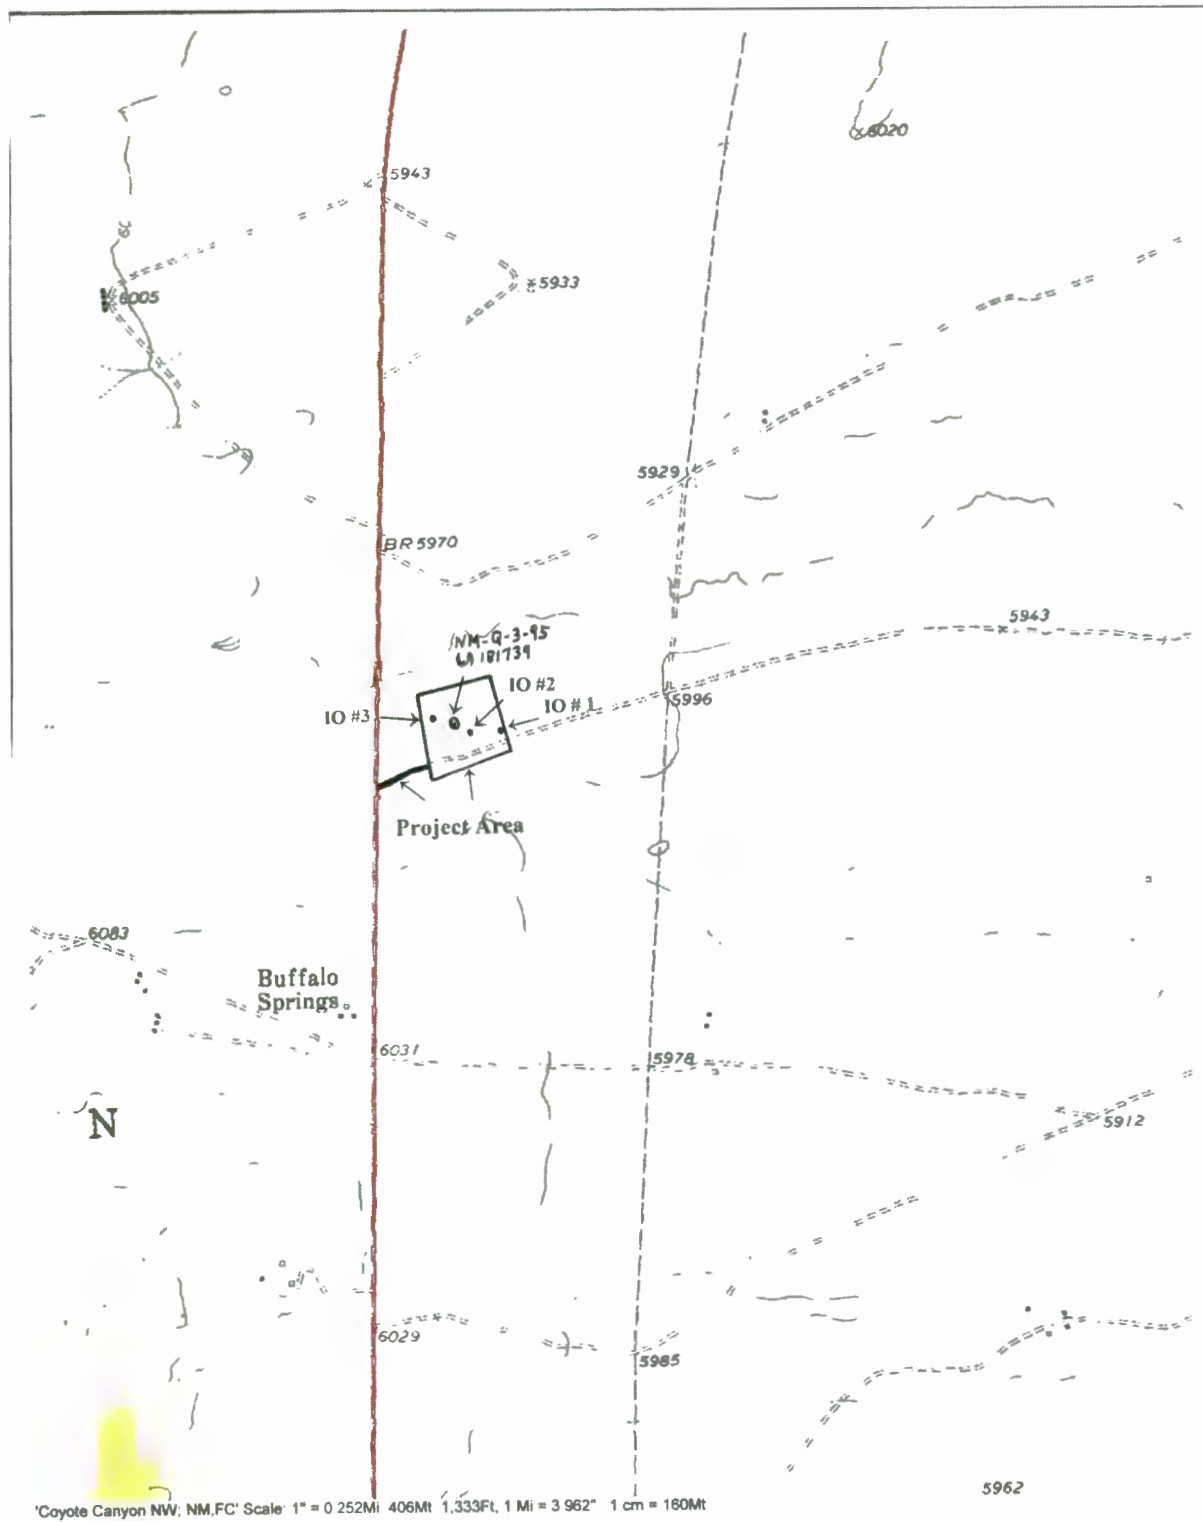 6020
5943
5933
6005
5929
BR 5970
5943
NM-Q-3-95
LA 181739
IO #2
IO # 1
IO #3
5996
Project Area
6083
Buffalo
Springs
6031
5978
N
5912
6029
5985
5962
'Coyote Canyon NW; NM,FC' Scale: 1" = 0.252Mi 406Mt 1,333Ft, 1 Mi = 3.962" 1 cm = 160Mt